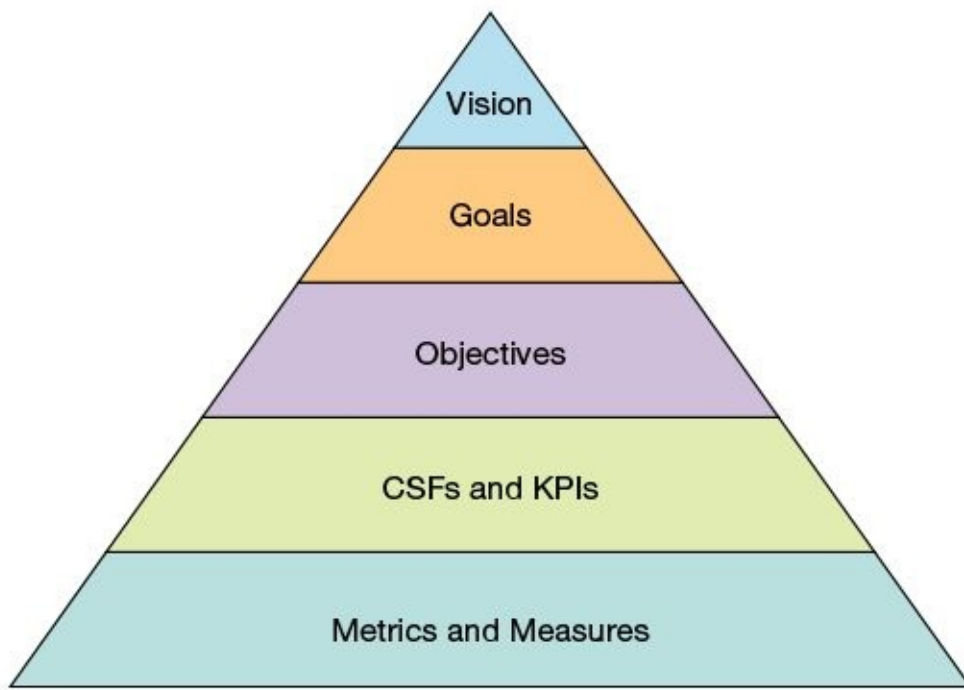 Vision
Goals
Objectives
CSFs and KPIs
Metrics and Measures